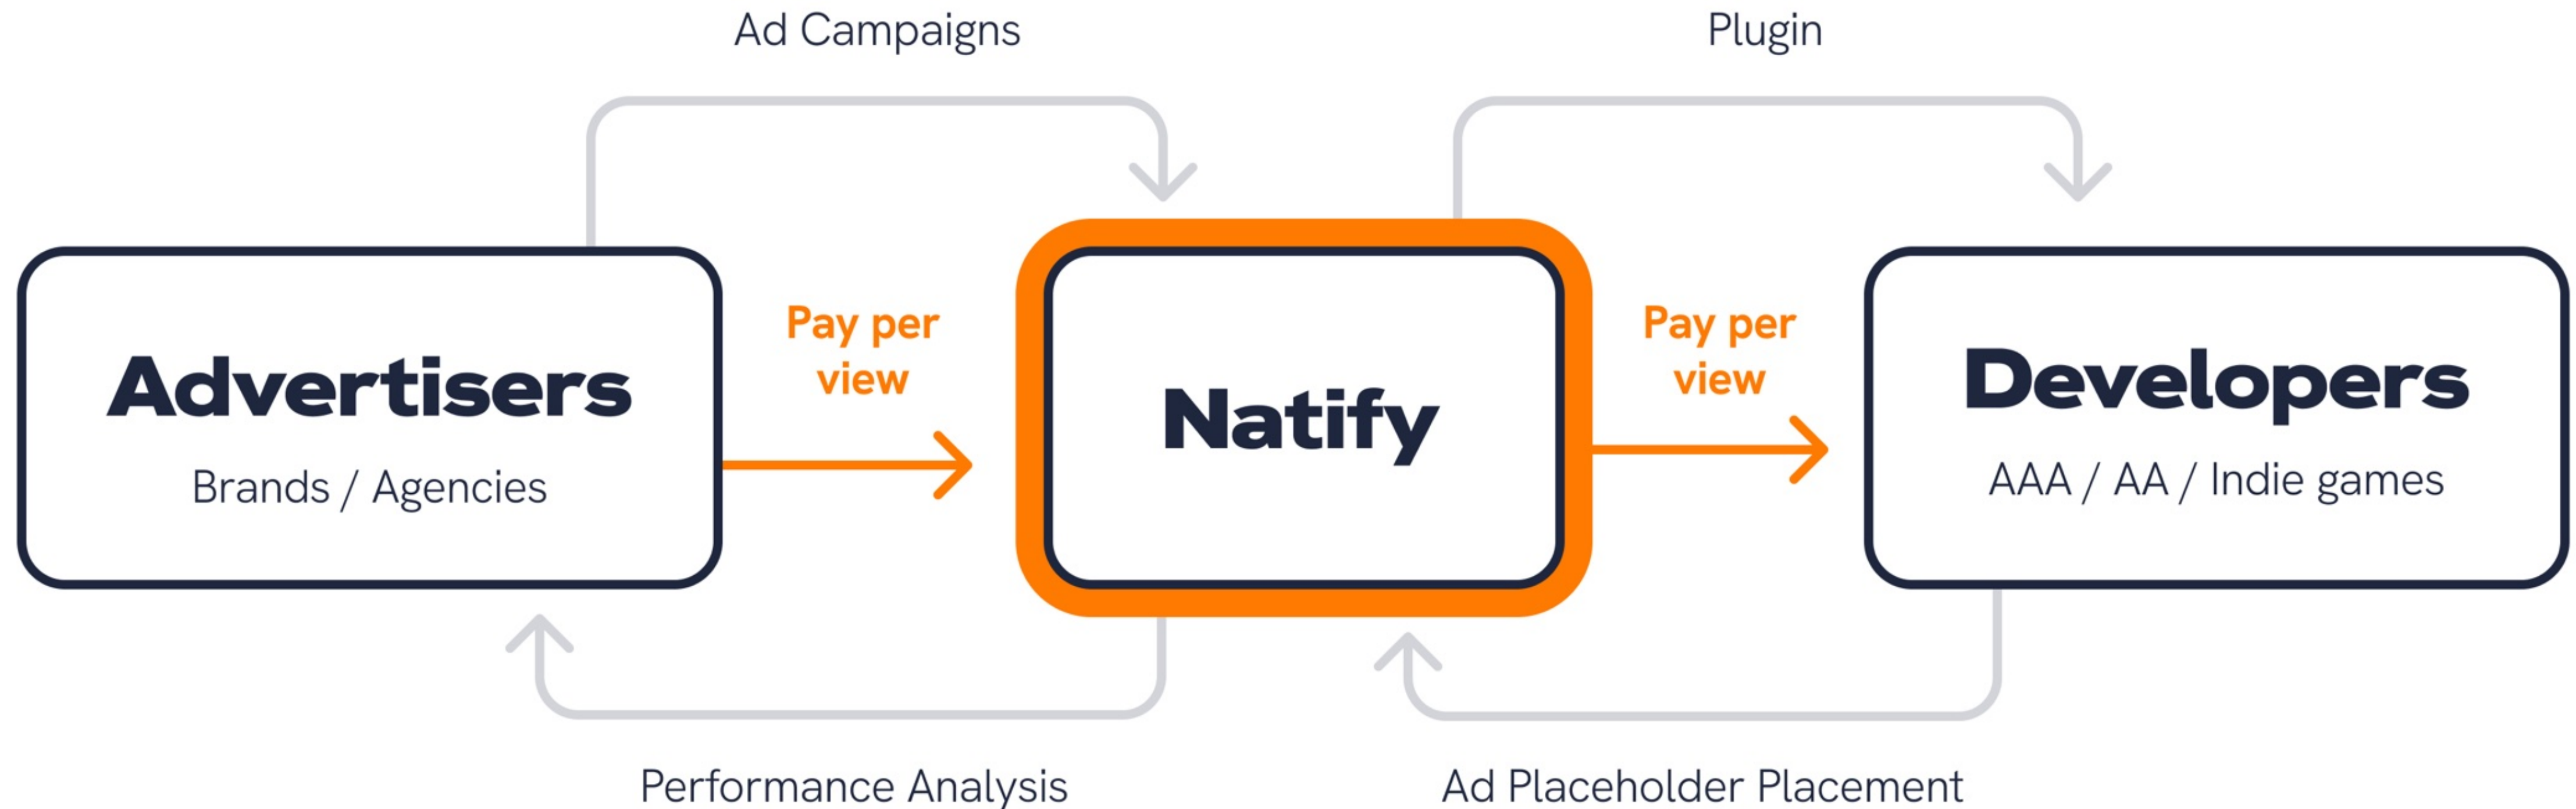 Ad Campaigns
Plugin
Advertisers
Brands / Agencies
Pay per
view
Natify
Pay per
view
Developers
AAA / AA / Indie games
Performance Analysis
Ad Placeholder Placement